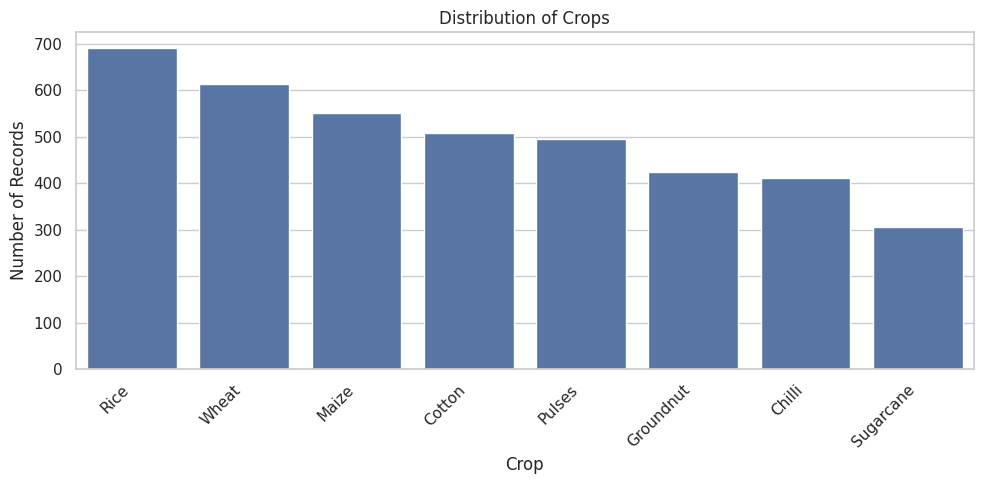 Distribution of Crops
Number of Records
700
600
500
400
300
200
100
0
Rice
Wheat
Maize
Cotton
Pulses
Groundnut
Chilli
Sugarcane
Crop